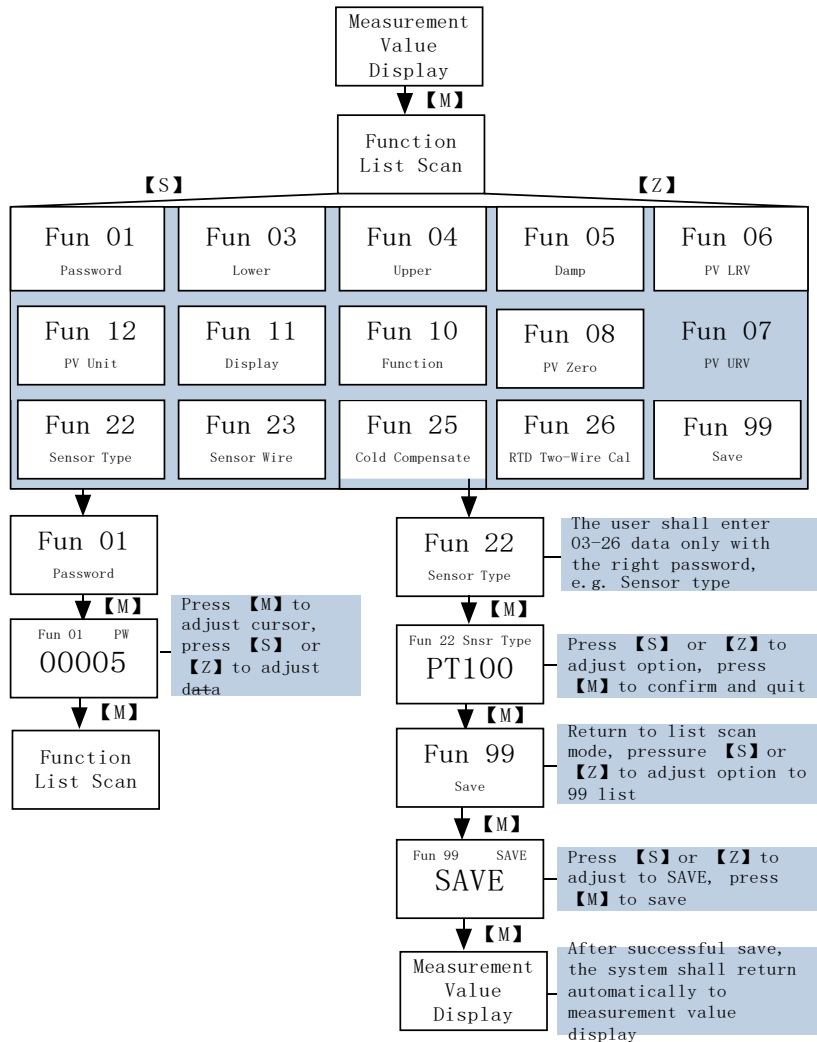 Measurement
Value
Display
【M】
Function
List Scan
【S】
【Z】
Fun 01
Password
Fun 03
Lower
Fun 04
Upper
Fun 05
Damp
Fun 06
PV LRV
Fun 12
PV Unit
Fun 11
Display
Fun 10
Function
Fun 08
PV Zero
Fun 07
PV URV
Fun 22
Sensor Type
Fun 23
Sensor Wire
Fun 25
Cold Compensate
Fun 26
RTD Two-Wire Cal
Fun 99
Save
Fun 01
Password
【M】
Fun 01 PW
00005
Press 【M】 to
adjust cursor,
press 【S】 or
【Z】 to adjust
data
【M】
Function
List Scan
Fun 22
Sensor Type
The user shall enter
03-26 data only with
the right password,
e.g. Sensor type
【M】
Fun 22 Snsr Type
PT100
Press 【S】 or 【Z】 to
adjust option, press
【M】 to confirm and quit
【M】
Fun 99
Save
Return to list scan
mode, pressure 【S】 or
【Z】 to adjust option to
99 list
【M】
Fun 99 SAVE
SAVE
Press 【S】 or 【Z】 to
adjust to SAVE, press
【M】 to save
【M】
Measurement
Value
Display
After successful save,
the system shall return
automatically to
measurement value
display